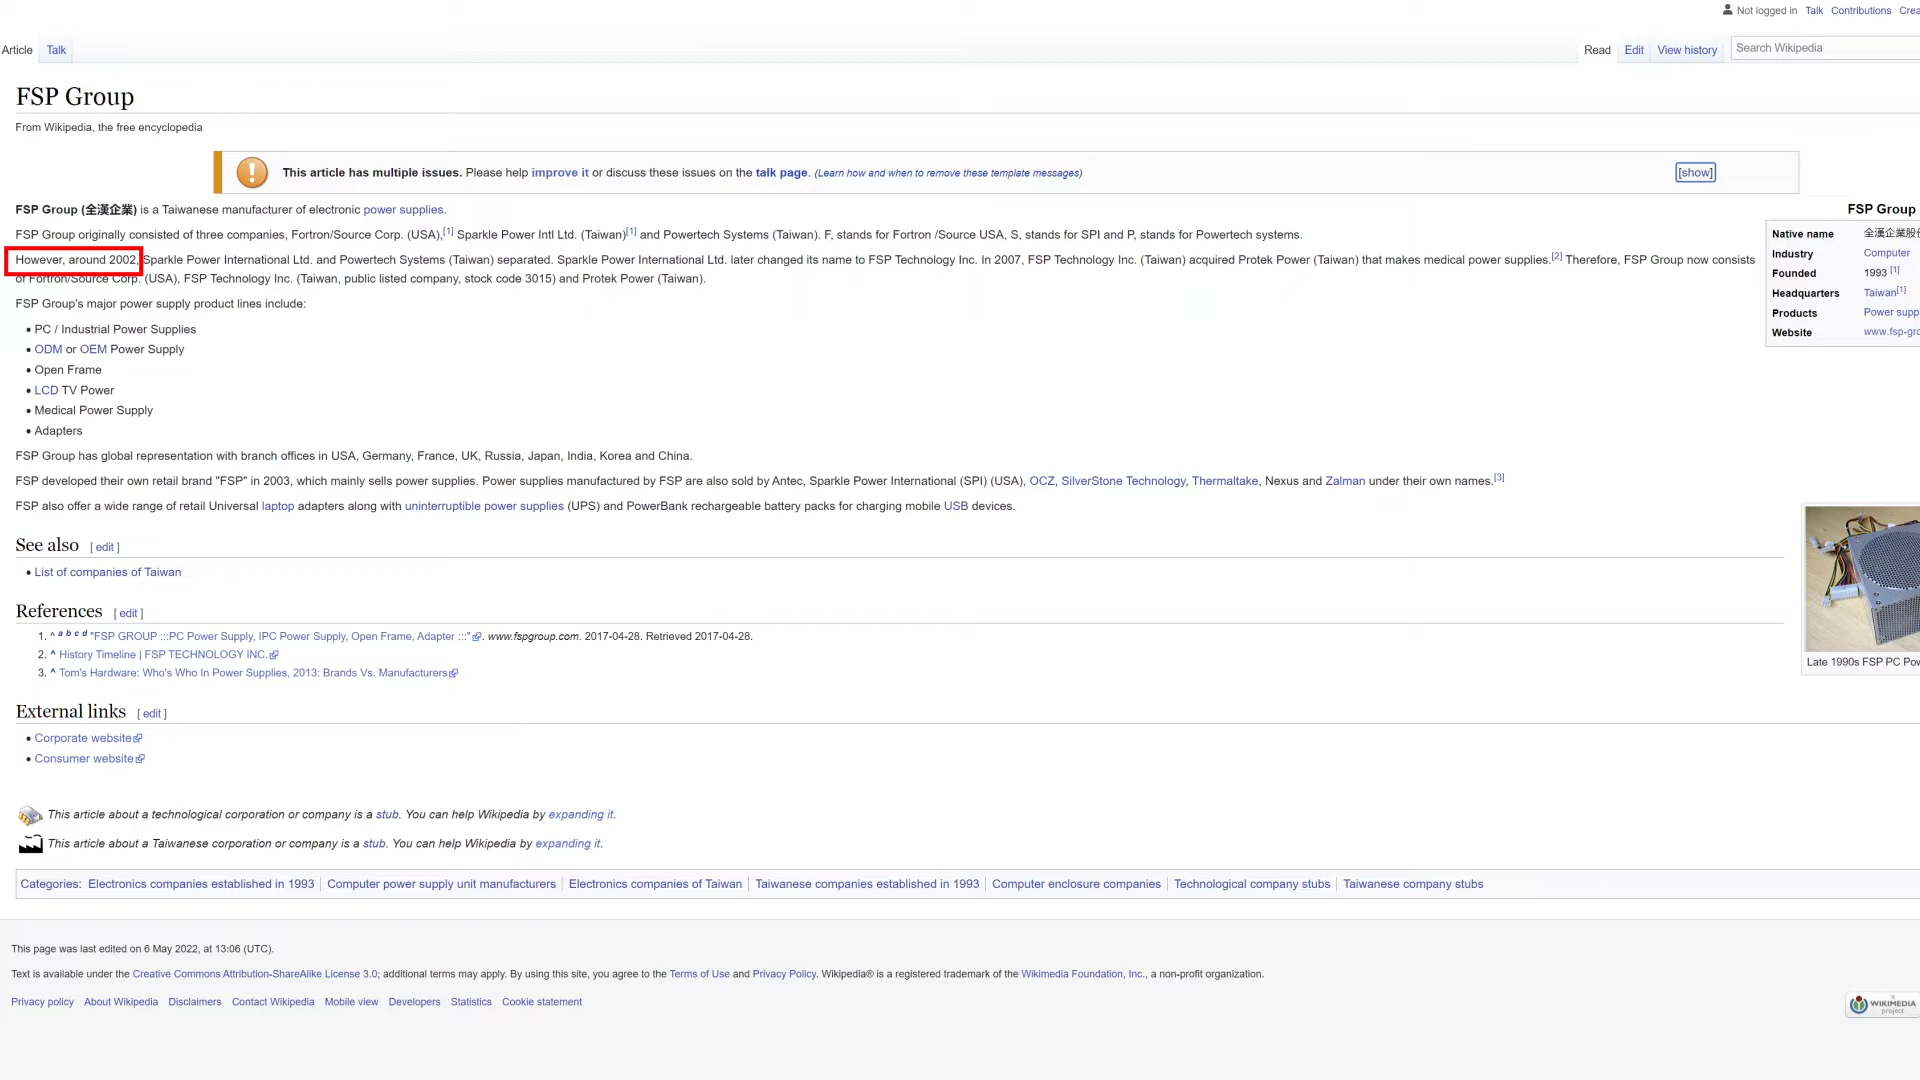 Not logged in Talk Contributions Crea
Article Talk Read Edit View history Search Wikipedia
FSP Group
From Wikipedia, the free encyclopedia
This article has multiple issues. Please help improve it or discuss these issues on the talk page. (Learn how and when to remove these template messages) [show]
FSP Group (全漢企業) is a Taiwanese manufacturer of electronic power supplies.
FSP Group originally consisted of three companies, Fortron/Source Corp. (USA),[1] Sparkle Power Intl Ltd. (Taiwan)[1] and Powertech Systems (Taiwan). F, stands for Fortron /Source USA, S, stands for SPI and P, stands for Powertech systems.
However, around 2002, Sparkle Power International Ltd. and Powertech Systems (Taiwan) separated. Sparkle Power International Ltd. later changed its name to FSP Technology Inc. In 2007, FSP Technology Inc. (Taiwan) acquired Protek Power (Taiwan) that makes medical power supplies.[2] Therefore, FSP Group now consists
of Fortron/Source Corp. (USA), FSP Technology Inc. (Taiwan, public listed company, stock code 3015) and Protek Power (Taiwan).
FSP Group's major power supply product lines include:
• PC / Industrial Power Supplies
• ODM or OEM Power Supply
• Open Frame
• LCD TV Power
• Medical Power Supply
• Adapters
FSP Group has global representation with branch offices in USA, Germany, France, UK, Russia, Japan, India, Korea and China.
FSP developed their own retail brand "FSP" in 2003, which mainly sells power supplies. Power supplies manufactured by FSP are also sold by Antec, Sparkle Power International (SPI) (USA), OCZ, SilverStone Technology, Thermaltake, Nexus and Zalman under their own names.[3]
FSP also offer a wide range of retail Universal laptop adapters along with uninterruptible power supplies (UPS) and PowerBank rechargeable battery packs for charging mobile USB devices.
FSP Group
Native name 全漢企業股
Industry Computer
Founded 1993 [1]
Headquarters Taiwan[1]
Products Power supp
Website www.fsp-gro
Late 1990s FSP PC Pow
See also [ edit ]
• List of companies of Taiwan
References [ edit ]
1. ^ a b c d "FSP GROUP :::PC Power Supply, IPC Power Supply, Open Frame, Adapter :::". www.fspgroup.com. 2017-04-28. Retrieved 2017-04-28.
2. ^ History Timeline | FSP TECHNOLOGY INC.
3. ^ Tom's Hardware: Who's Who In Power Supplies, 2013: Brands Vs. Manufacturers
External links [ edit ]
• Corporate website
• Consumer website
This article about a technological corporation or company is a stub. You can help Wikipedia by expanding it.
This article about a Taiwanese corporation or company is a stub. You can help Wikipedia by expanding it.
Categories: Electronics companies established in 1993 | Computer power supply unit manufacturers | Electronics companies of Taiwan | Taiwanese companies established in 1993 | Computer enclosure companies | Technological company stubs | Taiwanese company stubs
This page was last edited on 6 May 2022, at 13:06 (UTC).
Text is available under the Creative Commons Attribution-ShareAlike License 3.0; additional terms may apply. By using this site, you agree to the Terms of Use and Privacy Policy. Wikipedia® is a registered trademark of the Wikimedia Foundation, Inc., a non-profit organization.
Privacy policy About Wikipedia Disclaimers Contact Wikipedia Mobile view Developers Statistics Cookie statement
WIKIMEDIA
project